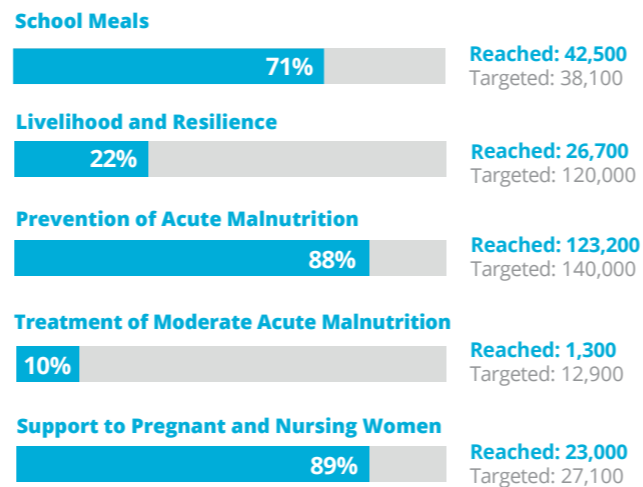 School Meals
71%
Reached: 42,500
Targeted: 38,100
Livelihood and Resilience
22%
Reached: 26,700
Targeted: 120,000
Prevention of Acute Malnutrition
88%
Reached: 123,200
Targeted: 140,000
Treatment of Moderate Acute Malnutrition
10%
Reached: 1,300
Targeted: 12,900
Support to Pregnant and Nursing Women
89%
Reached: 23,000
Targeted: 27,100